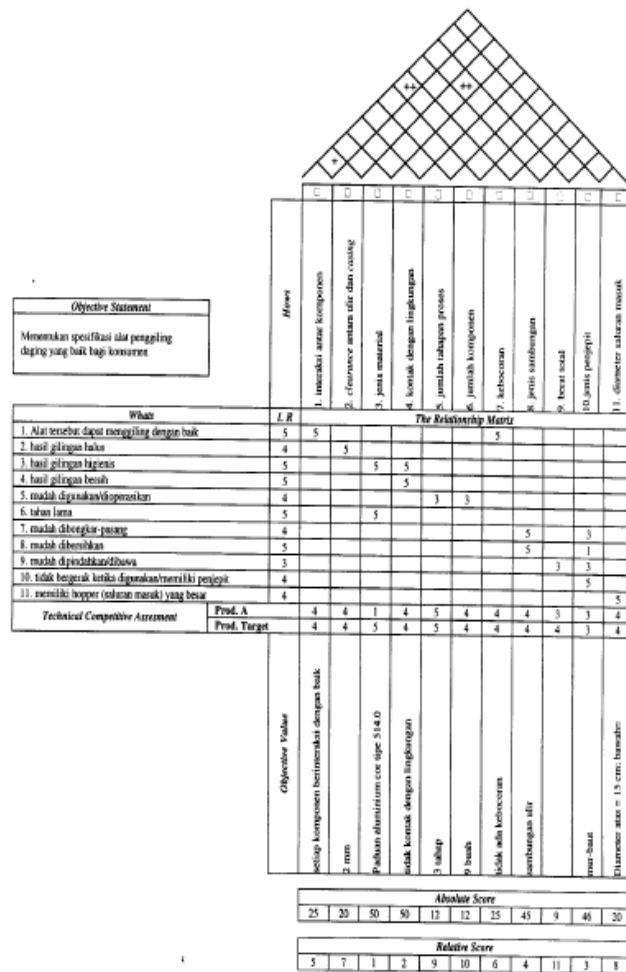 ++ ++
+
Objective Statement
Menentukan spesifikasi alat penggiling
daging yang baik bagi konsumen
Hows
1. interaksi antar komponen
2. clearance antara ulir dan casing
3. jenis material
4. kontak dengan lingkungan
5. jumlah tahapan proses
6. jumlah komponen
7. kebocoran
8. jenis sambungan
9. berat total
10. jenis penjepit
11. diameter saluran masuk
Whats I. R The Relationship Matrix
1. Alat tersebut dapat menggiling dengan baik 5 5 5
2. hasil gilingan halus 4 5
3. hasil gilingan higienis 5 5 5
4. hasil gilingan bersih 5 5
5. mudah digunakan/dioperasikan 4 3 3
6. tahan lama 5 5
7. mudah dibongkar-pasang 4 5 3
8. mudah dibersihkan 5 5 1
9. mudah dipindahkan/dibawa 3 3 3
10. tidak bergerak ketika digunakan/memiliki penjepit 4 5
11. memiliki hopper (saluran masuk) yang besar 4 5
Technical Competitive Assesment
Prod. A 4 4 1 4 5 4 4 4 3 3 4
Prod. Target 4 4 5 4 5 4 4 4 4 3 4
Objective Value
setiap komponen berinteraksi dengan baik
2 mm
Paduan aluminium cor tipe 514.0
tidak kontak dengan lingkungan
3 tahap
9 buah
tidak ada kebocoran
sambungan ulir
mur-baut
Diameter atas = 15 cm; bawah=
Absolute Score
25 20 50 50 12 12 25 45 9 46 20
Relative Score
5 7 1 2 9 10 6 4 11 3 8